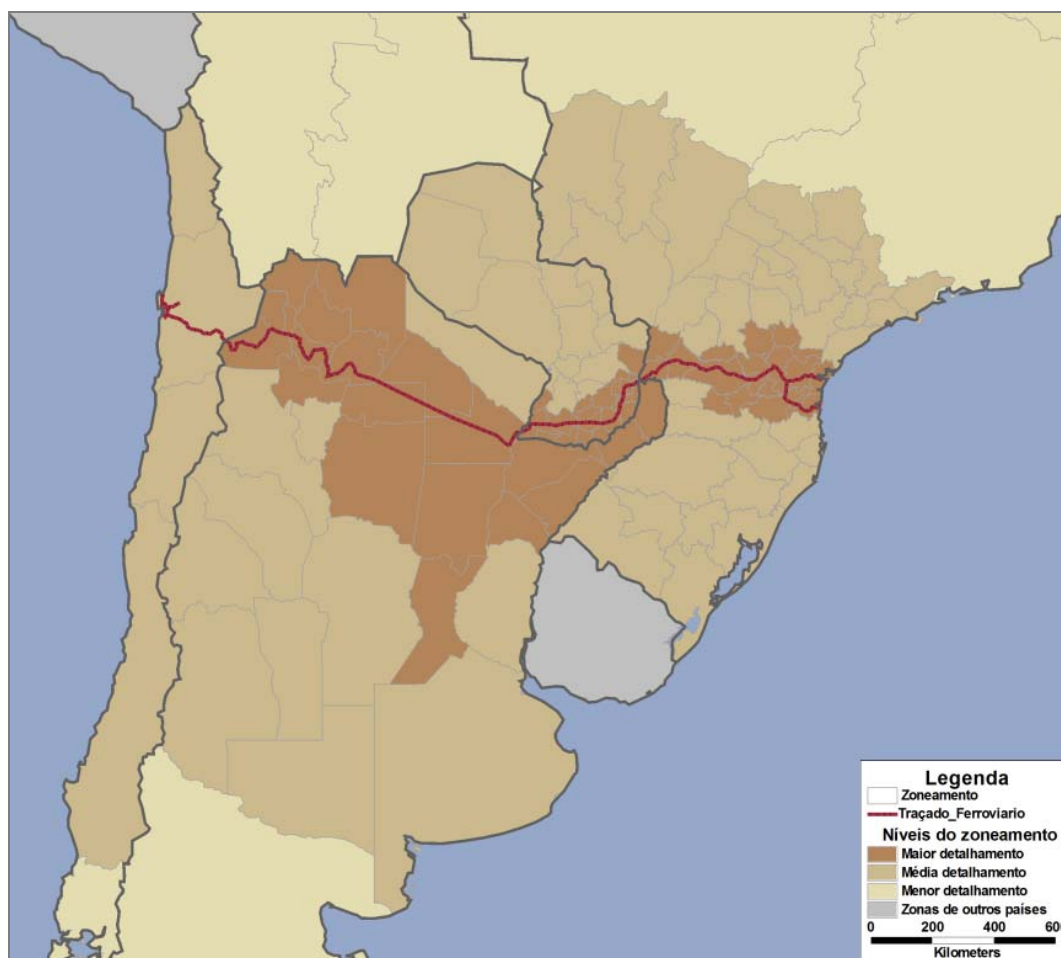 Legenda
Zoneamento
Traçado_Ferroviario
Níveis do zoneamento
Maior detalhamento
Média detalhamento
Menor detalhamento
Zonas de outros países
0 200 400 600
Kilometers